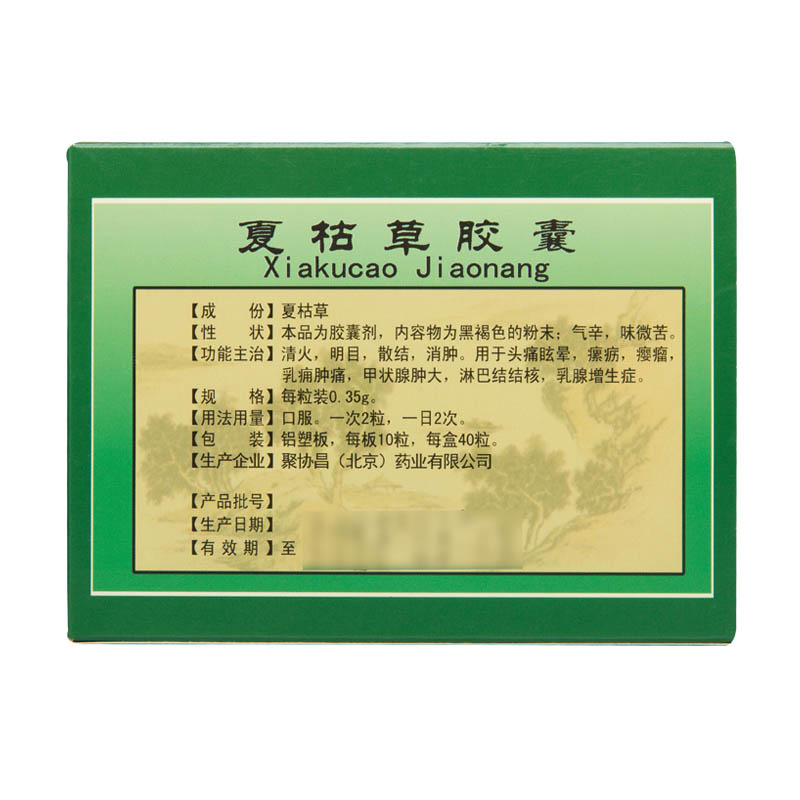 夏枯草胶囊
Xiakucao Jiaonang
【成　份】夏枯草
【性　状】本品为胶囊剂，内容物为黑褐色的粉末；气辛，味微苦。
【功能主治】清火，明目，散结，消肿。用于头痛眩晕，瘰疬，瘿瘤，
乳痈肿痛，甲状腺肿大，淋巴结结核，乳腺增生症。
【规　格】每粒装0.35g。
【用法用量】口服。一次2粒，一日2次。
【包　装】铝塑板，每板10粒，每盒40粒。
【生产企业】聚协昌（北京）药业有限公司
【产品批号】
【生产日期】
【有 效 期】至